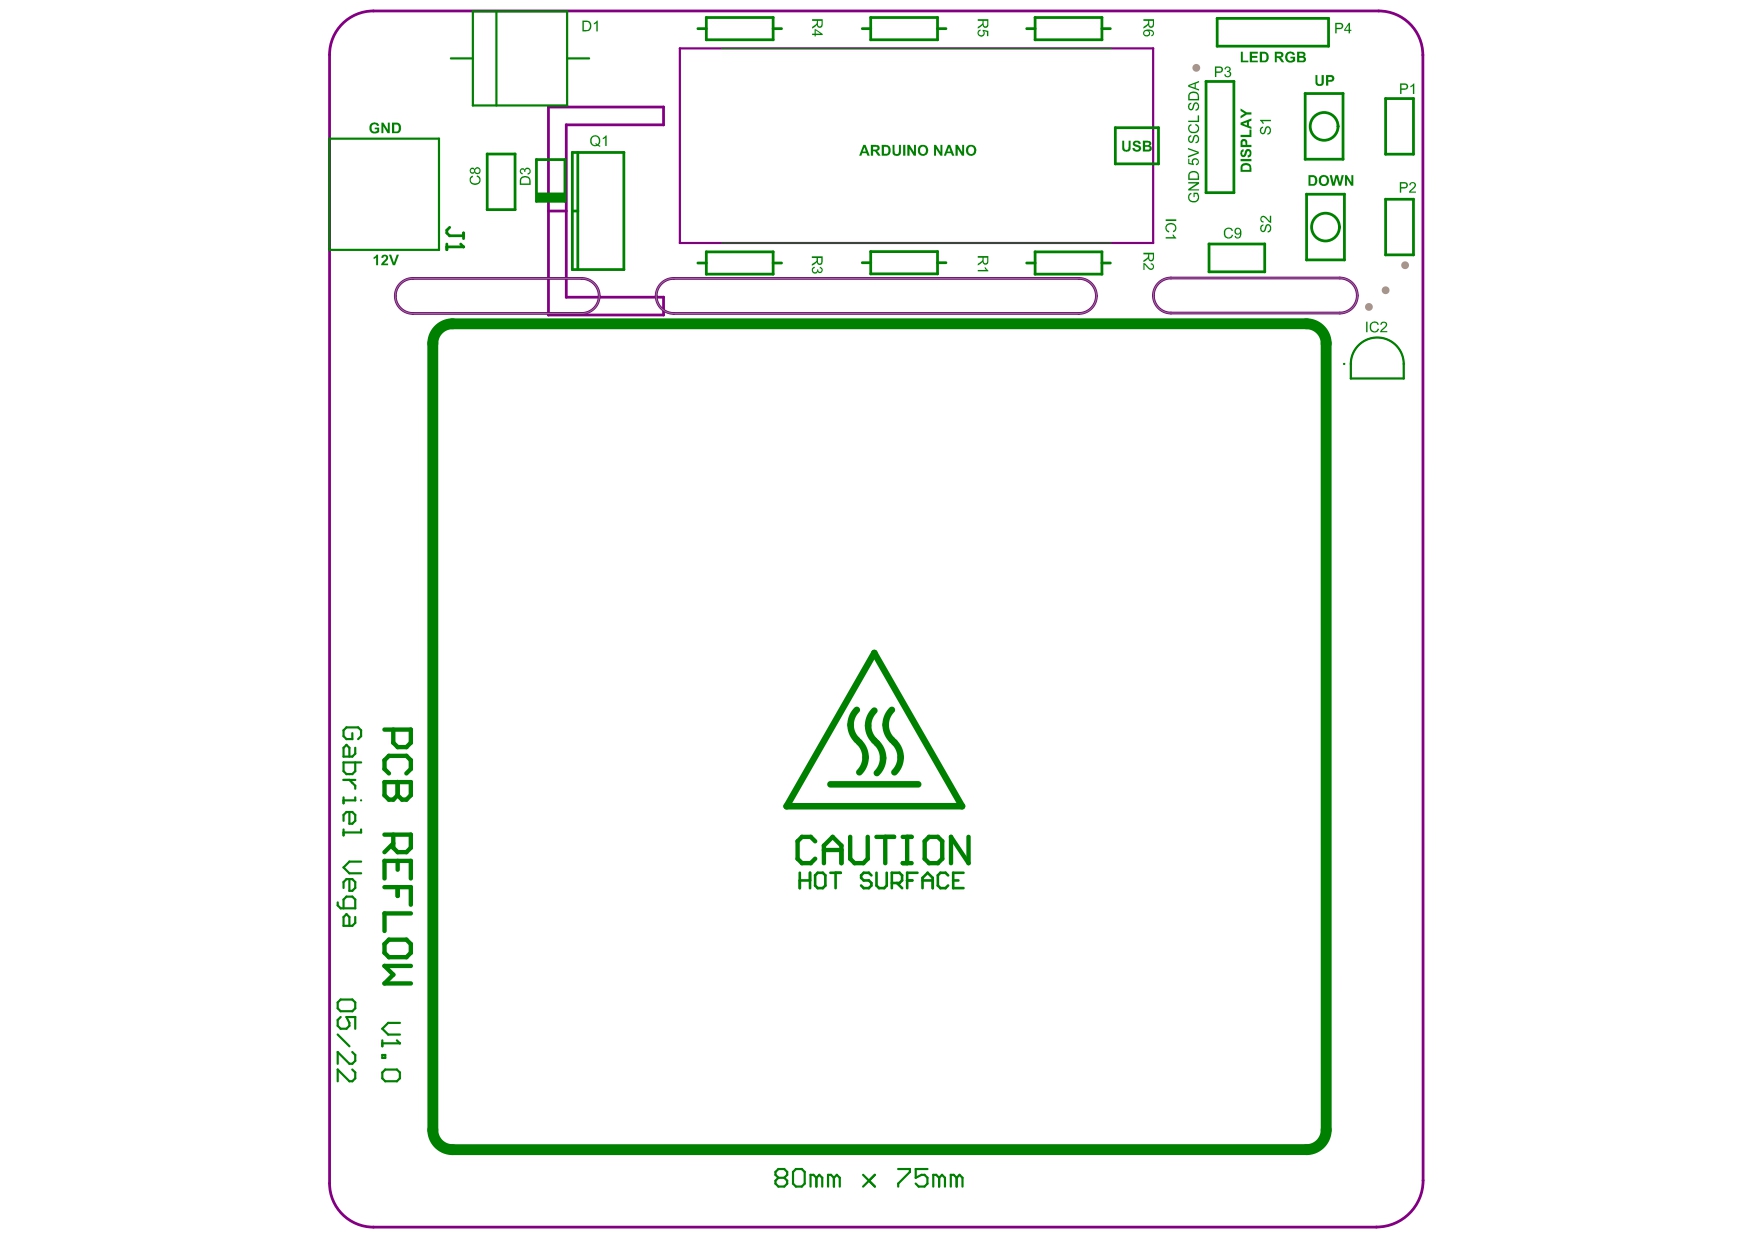 D1
R4
R5
R6
P4
LED RGB
P3
UP
P1
GND
GND 5V SCL SDA
DISPLAY
S1
Q1
ARDUINO NANO
USB
C8
D3
DOWN
P2
J1
IC1
S2
C9
12V
R3
R1
R2
IC2
CAUTION
HOT SURFACE
PCB REFLOW V1.0
Gabriel Vega 05/22
80mm x 75mm